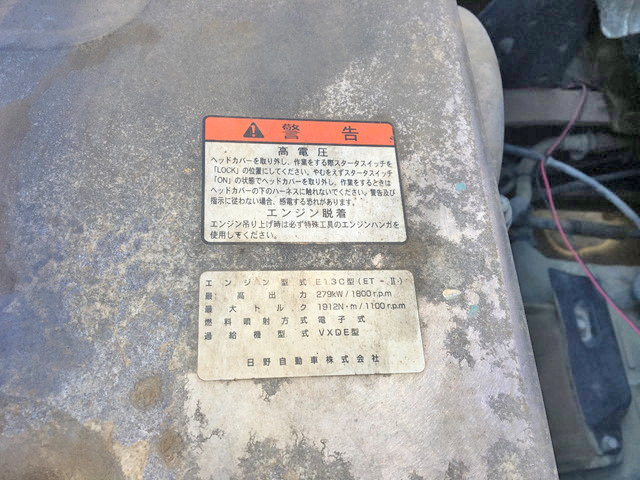 警告
高電圧
ヘッドカバーを取り外し、作業をする際スタータスイッチを
「LOCK」の位置にしてください。やむをえずスタータスイッチ
「ON」の状態でヘッドカバーを取り外し、作業をするときは
ヘッドカバーの下のハーネスに触れないでください。警告及び
指示に従わない場合、感電する恐れがあります。
エンジン脱着
エンジン吊り上げ時は必ず特殊工具のエンジンハンガを
使用してください。
エンジン型式 E13C型(ET-Ⅱ)
最高出力 279kW/1800r.p.m
最大トルク 1912N・m/1100r.p.m
燃料噴射方式 電子式
過給機型式 VXDE型
日野自動車株式会社